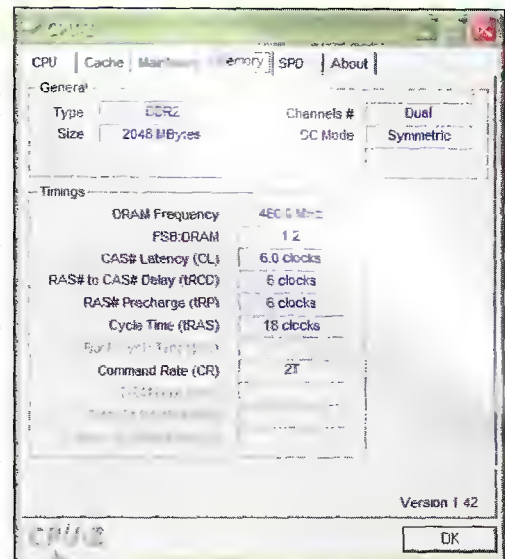 CPU Cache Memory SPD About
General
Type DDR2 Channels # Dual
Size 2048 MBytes DC Mode Symmetric
Timings
DRAM Frequency
FSB:DRAM 1:2
CAS# Latency (CL) 6.0 clocks
RAS# to CAS# Delay (tRCD) 6 clocks
RAS# Precharge (tRP) 6 clocks
Cycle Time (tRAS) 18 clocks
Command Rate (CR) 2T
Version 1.42
CPU-Z OK